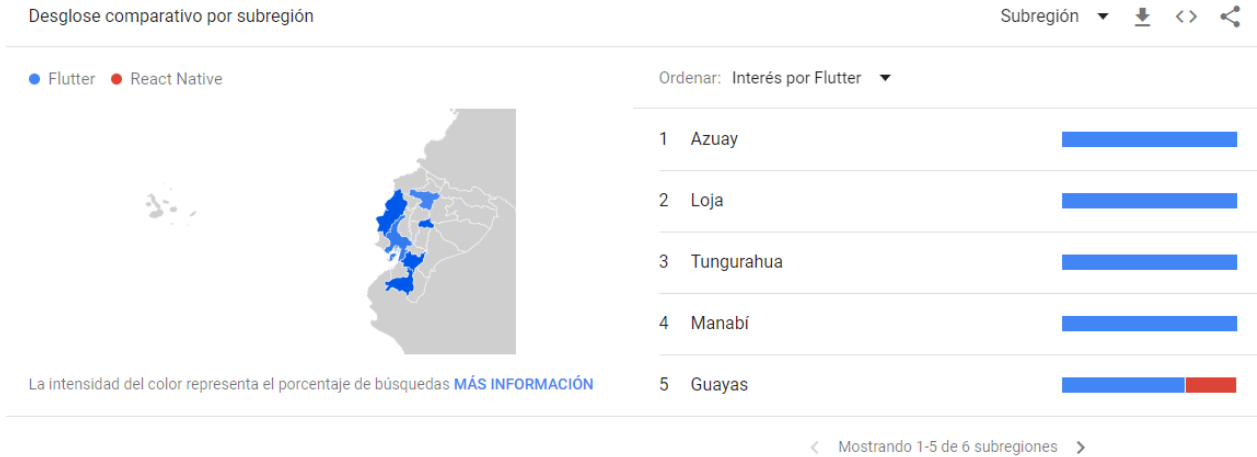 Desglose comparativo por subregión
Subregión
Flutter
React Native
Ordenar: Interés por Flutter
1 Azuay
2 Loja
3 Tungurahua
4 Manabí
5 Guayas
La intensidad del color representa el porcentaje de búsquedas MÁS INFORMACIÓN
Mostrando 1-5 de 6 subregiones